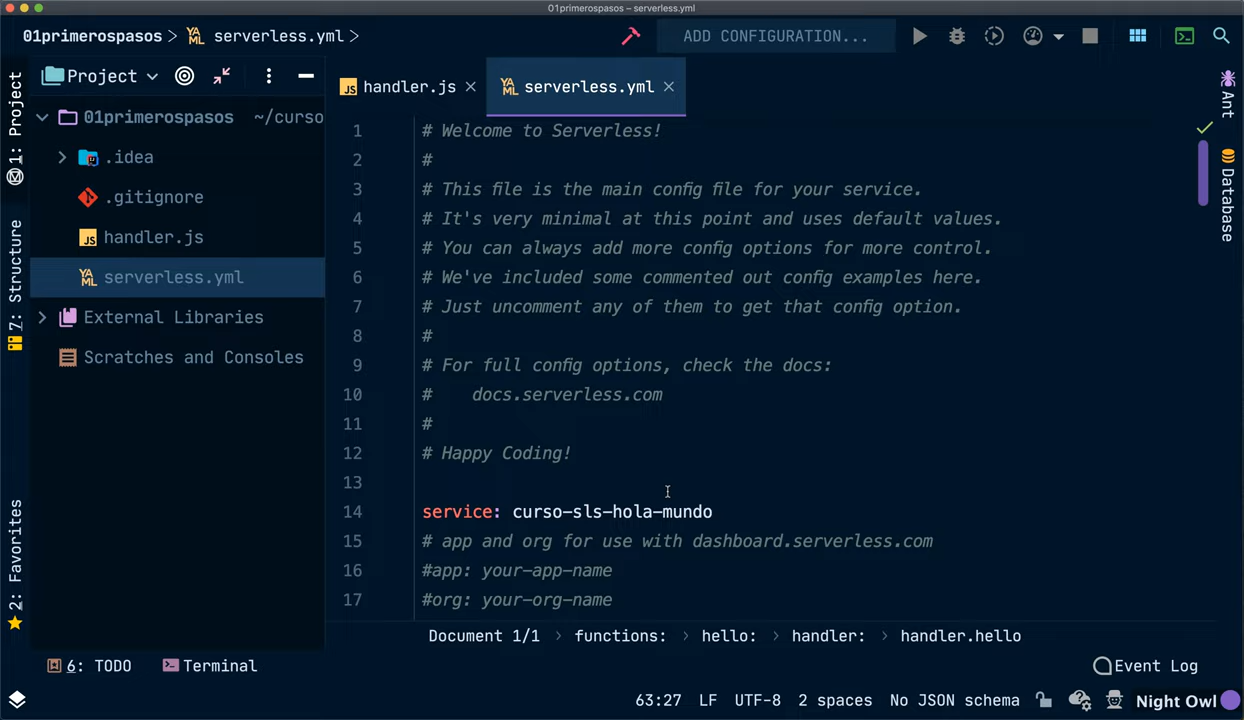 01primerospasos – serverless.yml
01primerospasos > serverless.yml >
ADD CONFIGURATION...
1: Project
7: Structure
2: Favorites
Project
01primerospasos ~/curso
.idea
.gitignore
JS handler.js
YAML serverless.yml
External Libraries
Scratches and Consoles
JS handler.js ×
YAML serverless.yml ×
1 # Welcome to Serverless!
2 #
3 # This file is the main config file for your service.
4 # It's very minimal at this point and uses default values.
5 # You can always add more config options for more control.
6 # We've included some commented out config examples here.
7 # Just uncomment any of them to get that config option.
8 #
9 # For full config options, check the docs:
10 #    docs.serverless.com
11 #
12 # Happy Coding!
13
14 service: curso-sls-hola-mundo
15 # app and org for use with dashboard.serverless.com
16 #app: your-app-name
17 #org: your-org-name
Document 1/1 > functions: > hello: > handler: > handler.hello
Ant
Database
6: TODO
Terminal
Event Log
63:27 LF UTF-8 2 spaces No JSON schema Night Owl